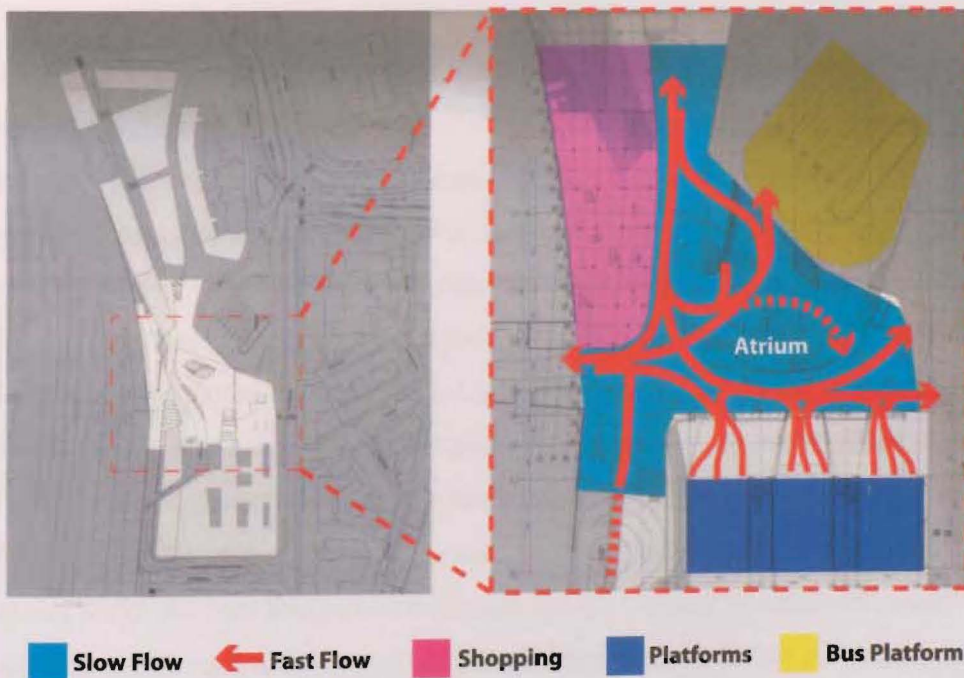 Atrium
Slow Flow
Fast Flow
Shopping
Platforms
Bus Platform